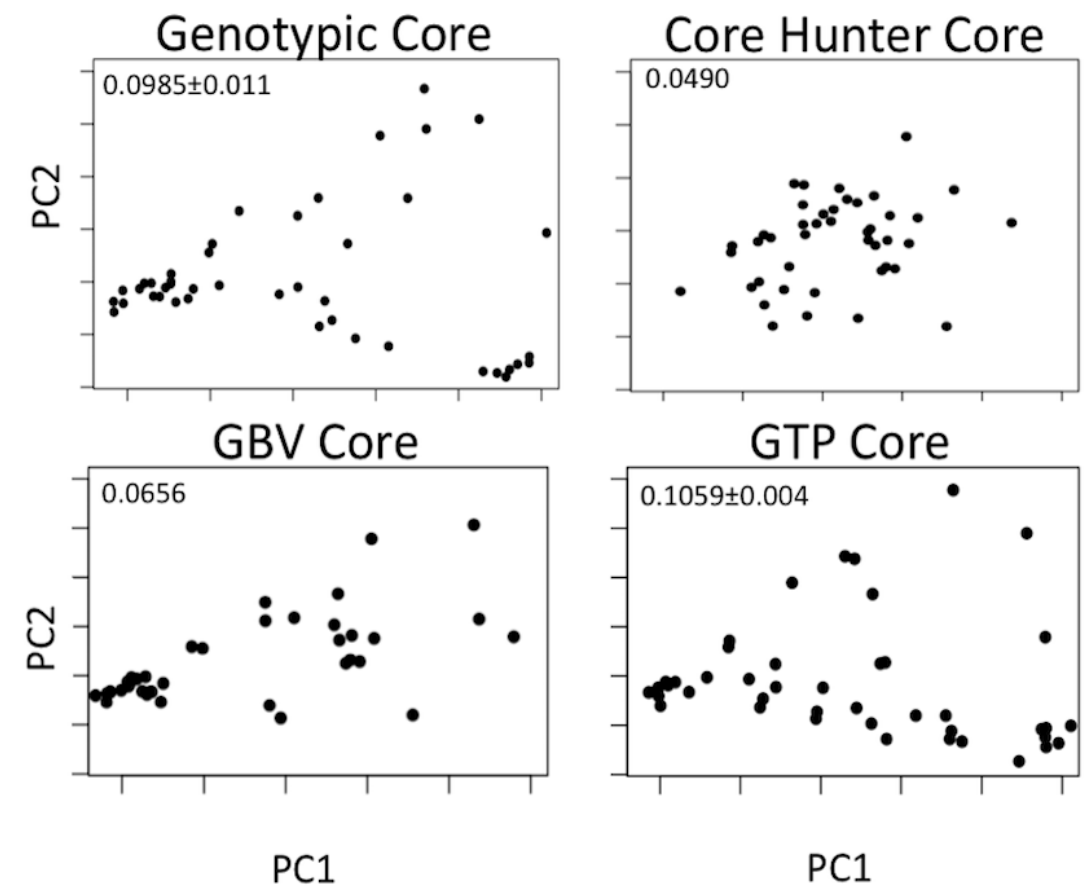 Genotypic Core
0.0985±0.011
PC2
Core Hunter Core
0.0490
GBV Core
0.0656
PC2
PC1
GTP Core
0.1059±0.004
PC1